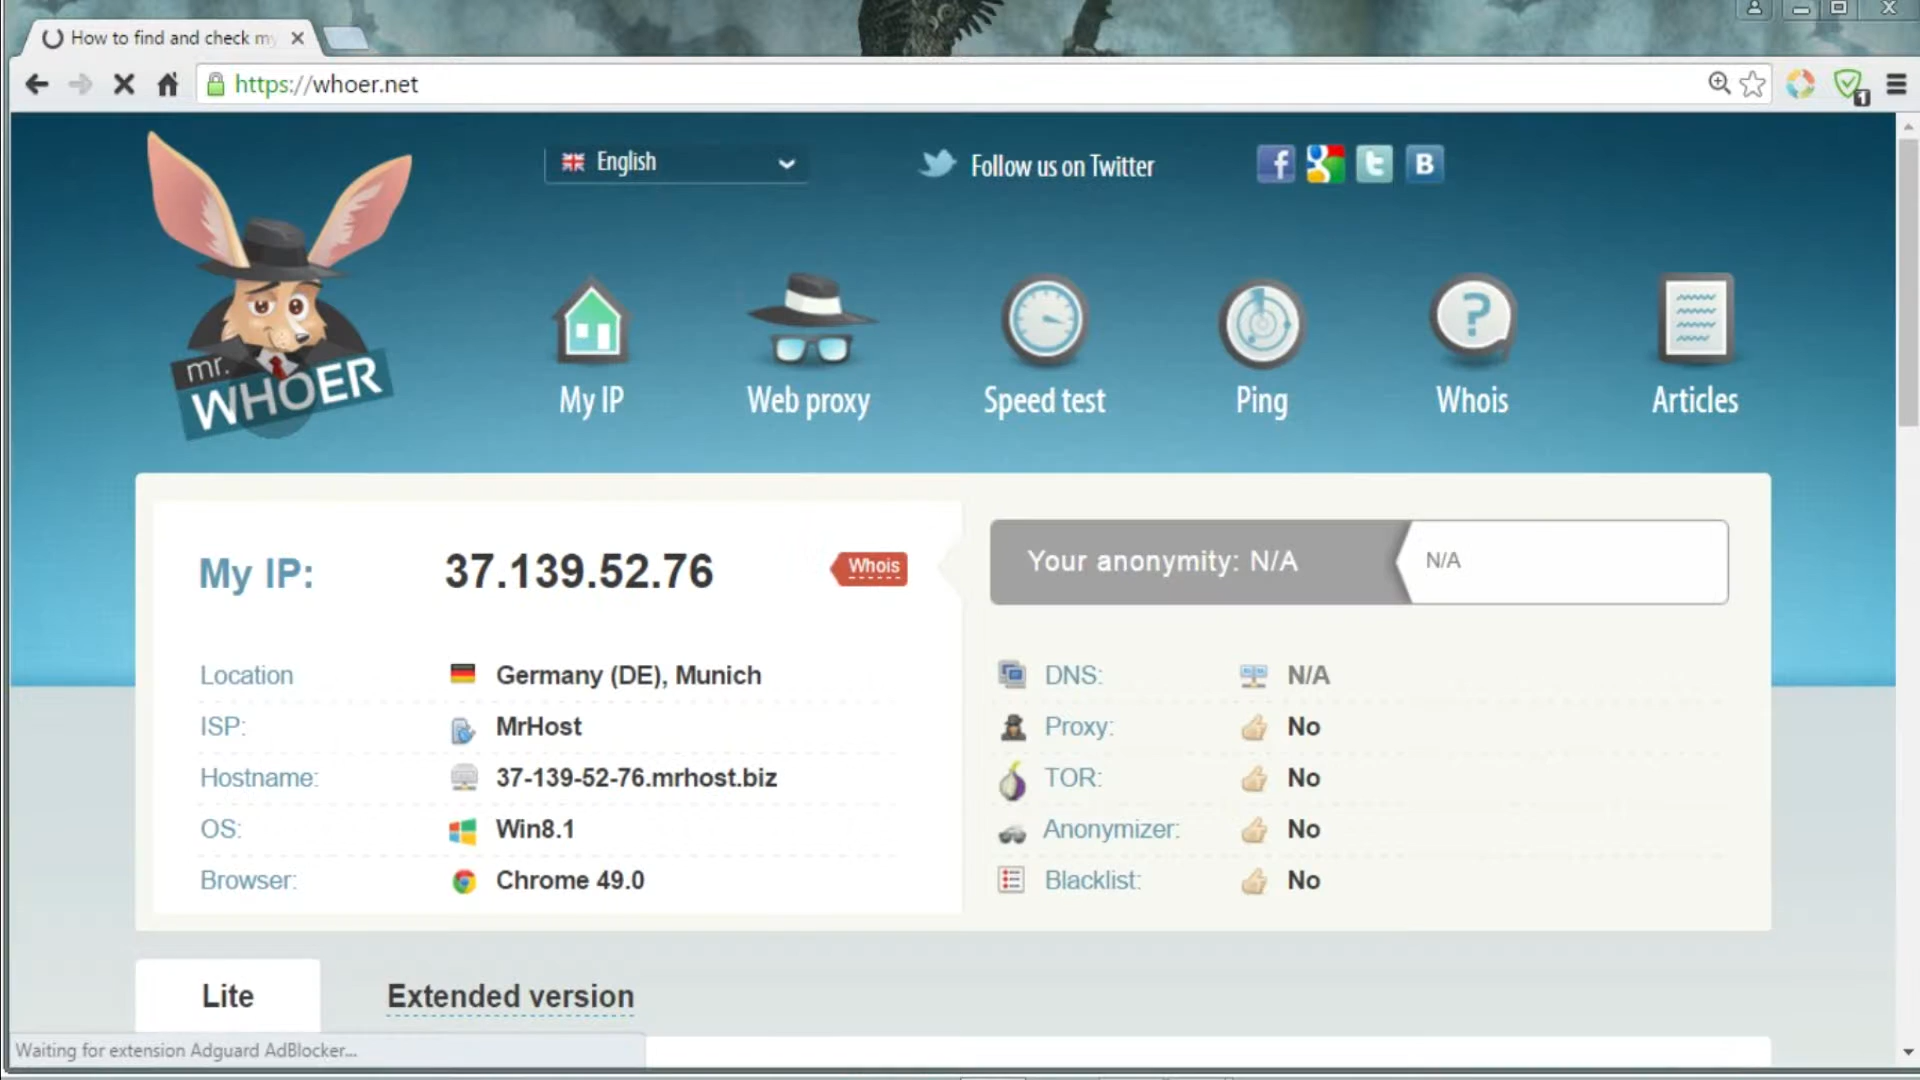 How to find and check my
https://whoer.net
1
English
Follow us on Twitter
mr.
WHOER
My IP
Web proxy
Speed test
Ping
Whois
Articles
My IP: 37.139.52.76 Whois
Your anonymity: N/A N/A
Location Germany (DE), Munich
ISP: MrHost
Hostname: 37-139-52-76.mrhost.biz
OS: Win8.1
Browser: Chrome 49.0
DNS: N/A
Proxy: No
TOR: No
Anonymizer: No
Blacklist: No
Lite Extended version
Waiting for extension Adguard AdBlocker...